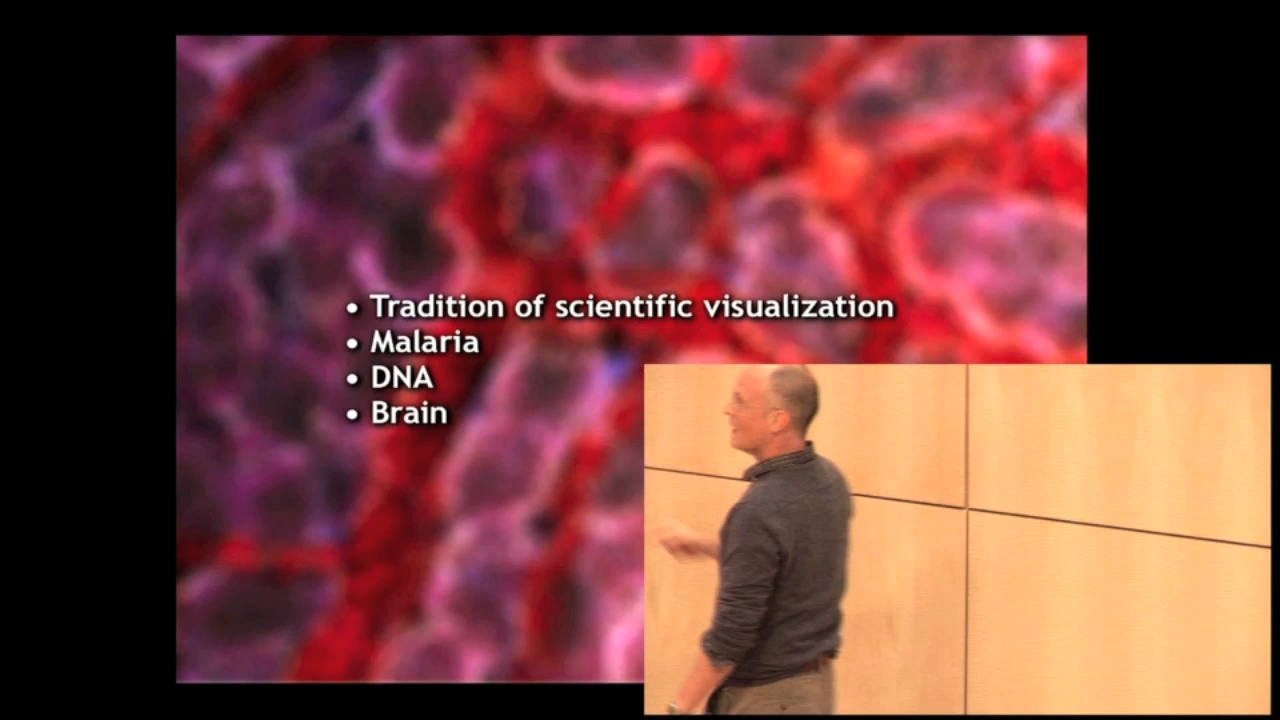 • Tradition of scientific visualization
• Malaria
• DNA
• Brain